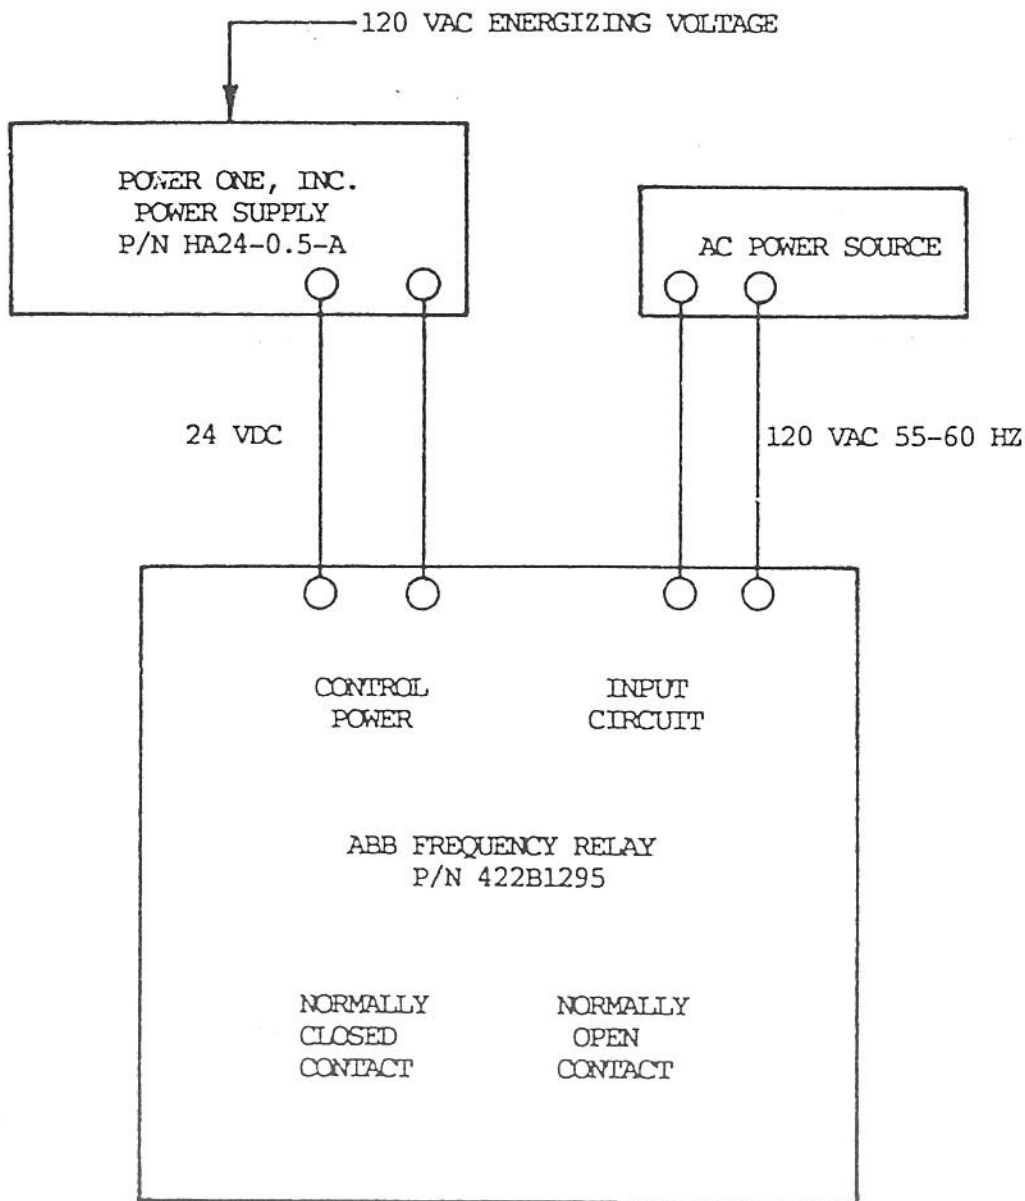 120 VAC ENERGIZING VOLTAGE
POWER ONE, INC.
POWER SUPPLY
P/N HA24-0.5-A
AC POWER SOURCE
24 VDC
120 VAC 55-60 HZ
CONTROL
POWER
INPUT
CIRCUIT
ABB FREQUENCY RELAY
P/N 422B1295
NORMALLY
CLOSED
CONTACT
NORMALLY
OPEN
CONTACT